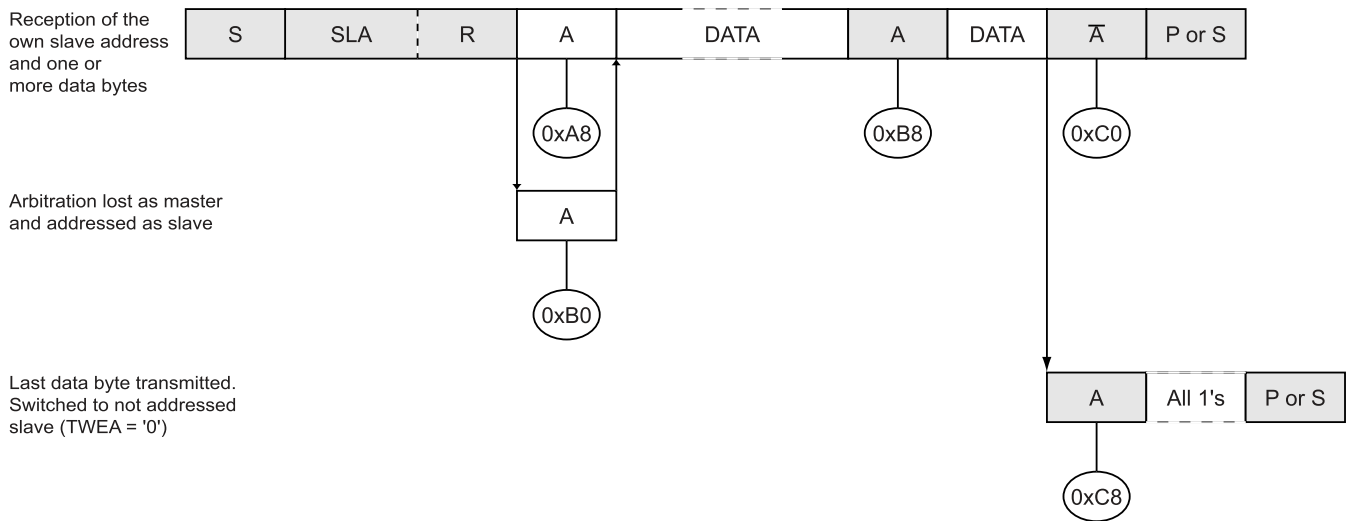 Reception of the
own slave address
and one or
more data bytes
S SLA R A DATA A DATA A̅ P or S
0xA8 0xB8 0xC0
Arbitration lost as master
and addressed as slave
A
0xB0
Last data byte transmitted.
Switched to not addressed
slave (TWEA = '0')
A All 1's P or S
0xC8